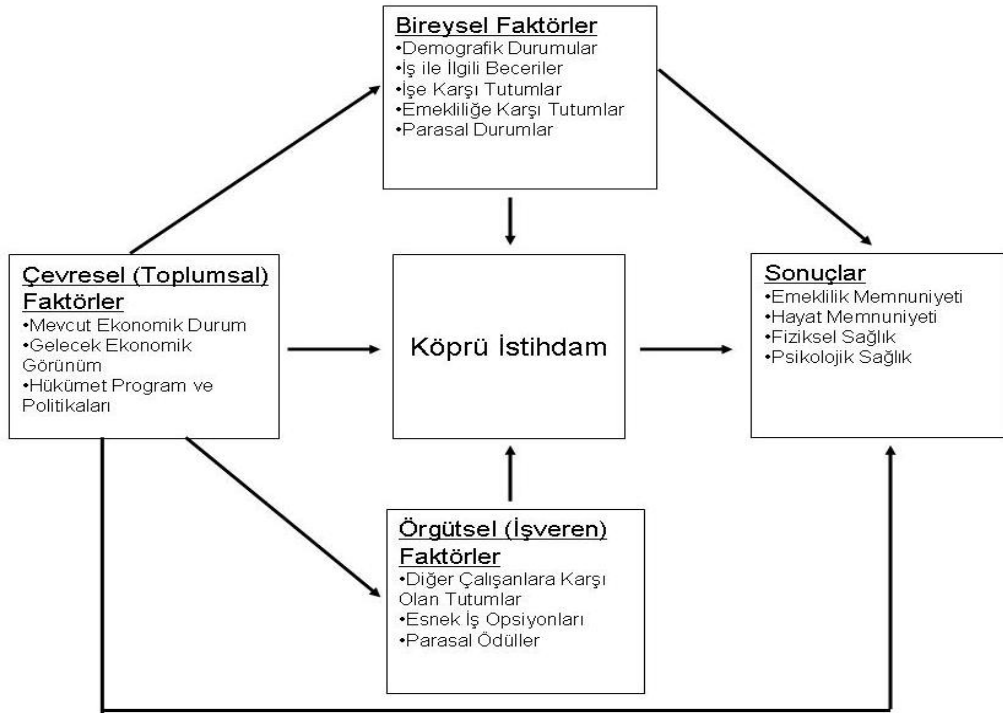 Bireysel Faktörler
•Demografik Durumular
•İş ile İlgili Beceriler
•İşe Karşı Tutumlar
•Emekliliğe Karşı Tutumlar
•Parasal Durumlar
Çevresel (Toplumsal)
Faktörler
•Mevcut Ekonomik Durum
•Gelecek Ekonomik
Görünüm
•Hükümet Program ve
Politikaları
Köprü İstihdam
Sonuçlar
•Emeklilik Memnuniyeti
•Hayat Memnuniyeti
•Fiziksel Sağlık
•Psikolojik Sağlık
Örgütsel (İşveren)
Faktörler
•Diğer Çalışanlara Karşı
Olan Tutumlar
•Esnek İş Opsiyonları
•Parasal Ödüller